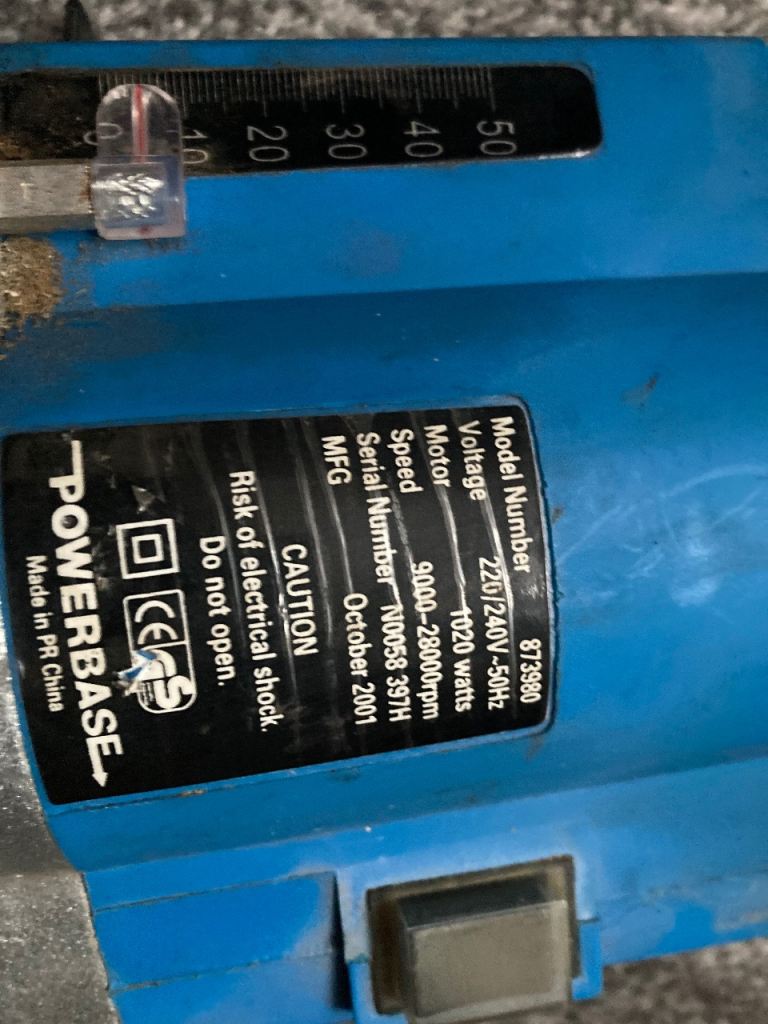 0 10 20 30 40 50
Model Number 873980
Voltage 220/240V~50Hz
Motor 1020 watts
Speed 9000-28000rpm
Serial Number N0058 397H
MFG October 2001
CAUTION
Risk of electrical shock.
Do not open.
CE GS
POWERBASE
Made in PR China